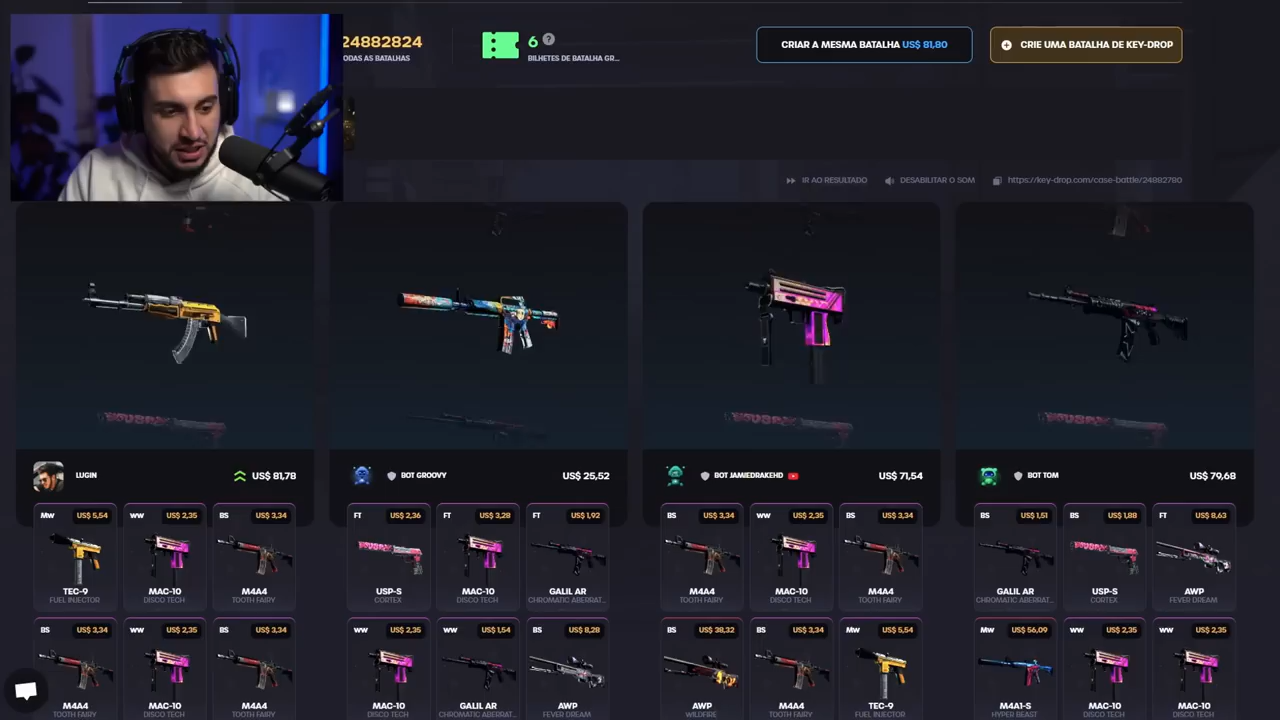 24882824
ODAS AS BATALHAS
6 ?
BILHETES DE BATALHA GR...
CRIAR A MESMA BATALHA US$ 81,80
CRIE UMA BATALHA DE KEY-DROP
IR AO RESULTADO
DESABILITAR O SOM
https://key-drop.com/case-battle/24882780
LUGIN US$ 81,78
BOT GROOVY US$ 25,52
BOT JAMIEDRAKEHD US$ 71,54
BOT TOM US$ 79,68
MW US$ 5,54 WW US$ 2,35 BS US$ 3,34
TEC-9 MAC-10 M4A4
FUEL INJECTOR DISCO TECH TOOTH FAIRY
FT US$ 2,36 FT US$ 3,28 FT US$ 1,92
USP-S MAC-10 GALIL AR
CORTEX DISCO TECH CHROMATIC ABERRAT...
BS US$ 3,34 WW US$ 2,35 BS US$ 3,34
M4A4 MAC-10 M4A4
TOOTH FAIRY DISCO TECH TOOTH FAIRY
BS US$ 1,51 BS US$ 1,88 FT US$ 8,63
GALIL AR USP-S AWP
CHROMATIC ABERRAT... CORTEX FEVER DREAM
BS US$ 3,34 WW US$ 2,35 BS US$ 3,34
M4A4 MAC-10 M4A4
TOOTH FAIRY DISCO TECH TOOTH FAIRY
WW US$ 2,35 WW US$ 1,54 BS US$ 8,28
MAC-10 GALIL AR AWP
DISCO TECH CHROMATIC ABERRAT... FEVER DREAM
BS US$ 38,32 BS US$ 3,34 MW US$ 5,54
AWP M4A4 TEC-9
WILDFIRE TOOTH FAIRY FUEL INJECTOR
MW US$ 56,09 WW US$ 2,35 WW US$ 2,35
M4A1-S MAC-10 MAC-10
HYPER BEAST DISCO TECH DISCO TECH